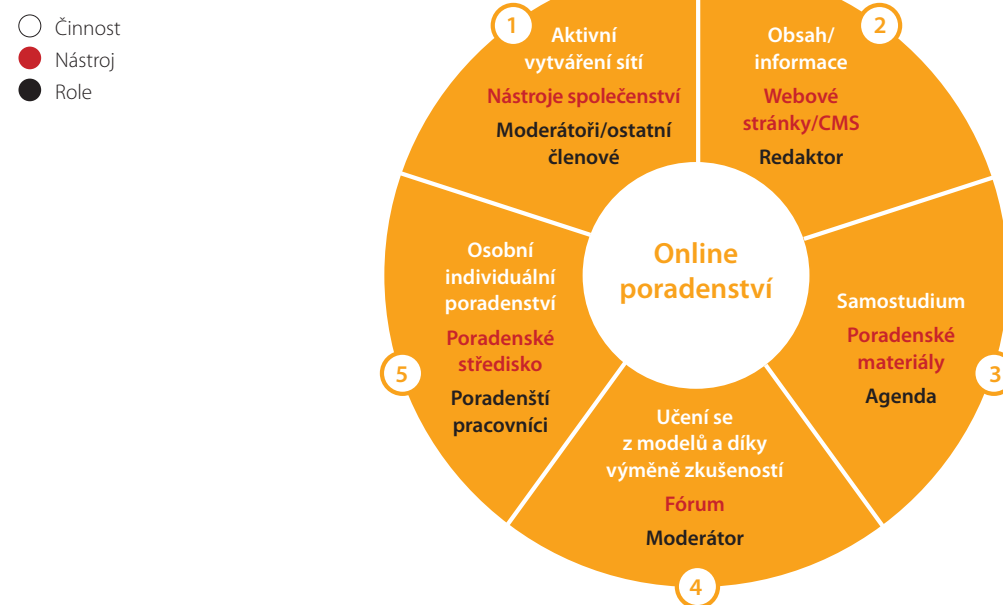 Činnost
Nástroj
Role
1
Aktivní
vytváření sítí
Nástroje společenství
Moderátoři/ostatní
členové
2
Obsah/
informace
Webové
stránky/CMS
Redaktor
Online
poradenství
Samostudium
Poradenské
materiály
Agenda
3
Učení se
z modelů a díky
výměně zkušeností
Fórum
Moderátor
4
Osobní
individuální
poradenství
Poradenské
středisko
Poradenští
pracovníci
5